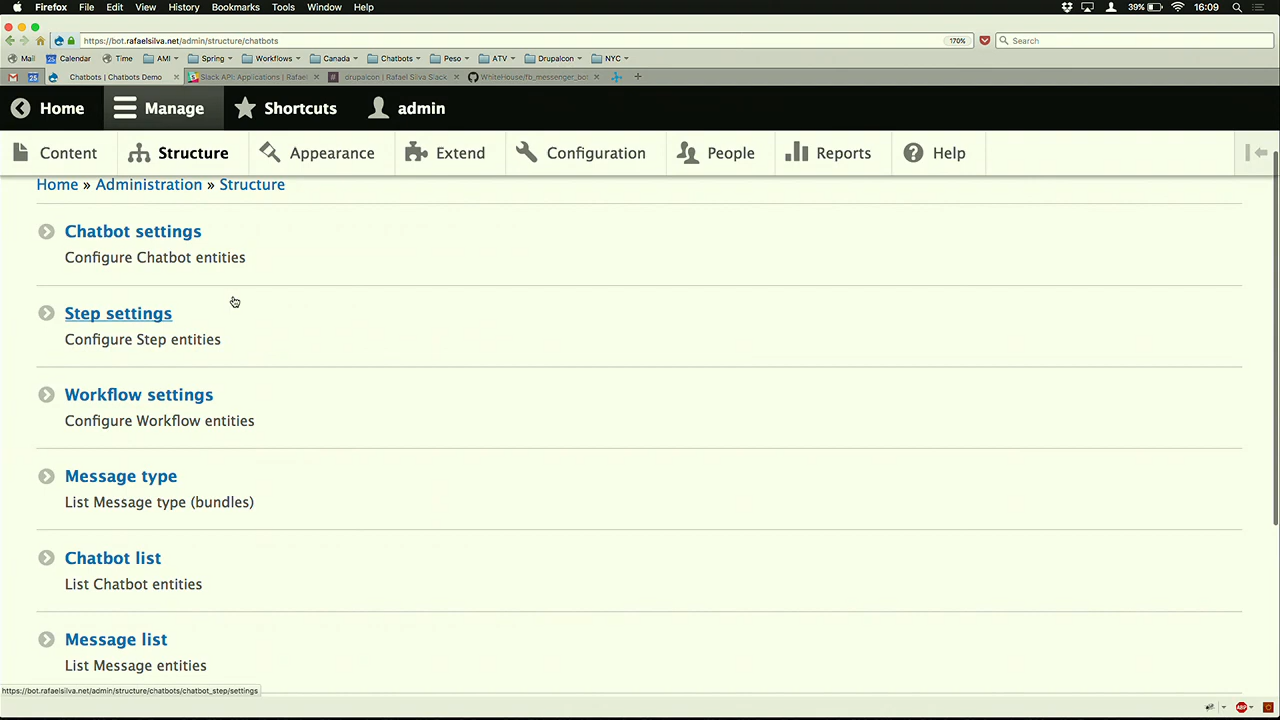 Firefox File Edit View History Bookmarks Tools Window Help 39% 16:09
https://bot.rafaelsilva.net/admin/structure/chatbots 170% Search
Mail 25 Calendar Time AMI Spring Workflows Canada Chatbots Peso ATV Drupalcon NYC
25 Chatbots | Chatbots Demo Slack API: Applications | Rafael drupalcon | Rafael Silva Slack WhiteHouse/fb_messenger_bo
Home Manage Shortcuts admin
Content Structure Appearance Extend Configuration People Reports Help
Home » Administration » Structure
Chatbot settings
Configure Chatbot entities
Step settings
Configure Step entities
Workflow settings
Configure Workflow entities
Message type
List Message type (bundles)
Chatbot list
List Chatbot entities
Message list
List Message entities
https://bot.rafaelsilva.net/admin/structure/chatbots/chatbot_step/settings
ABP